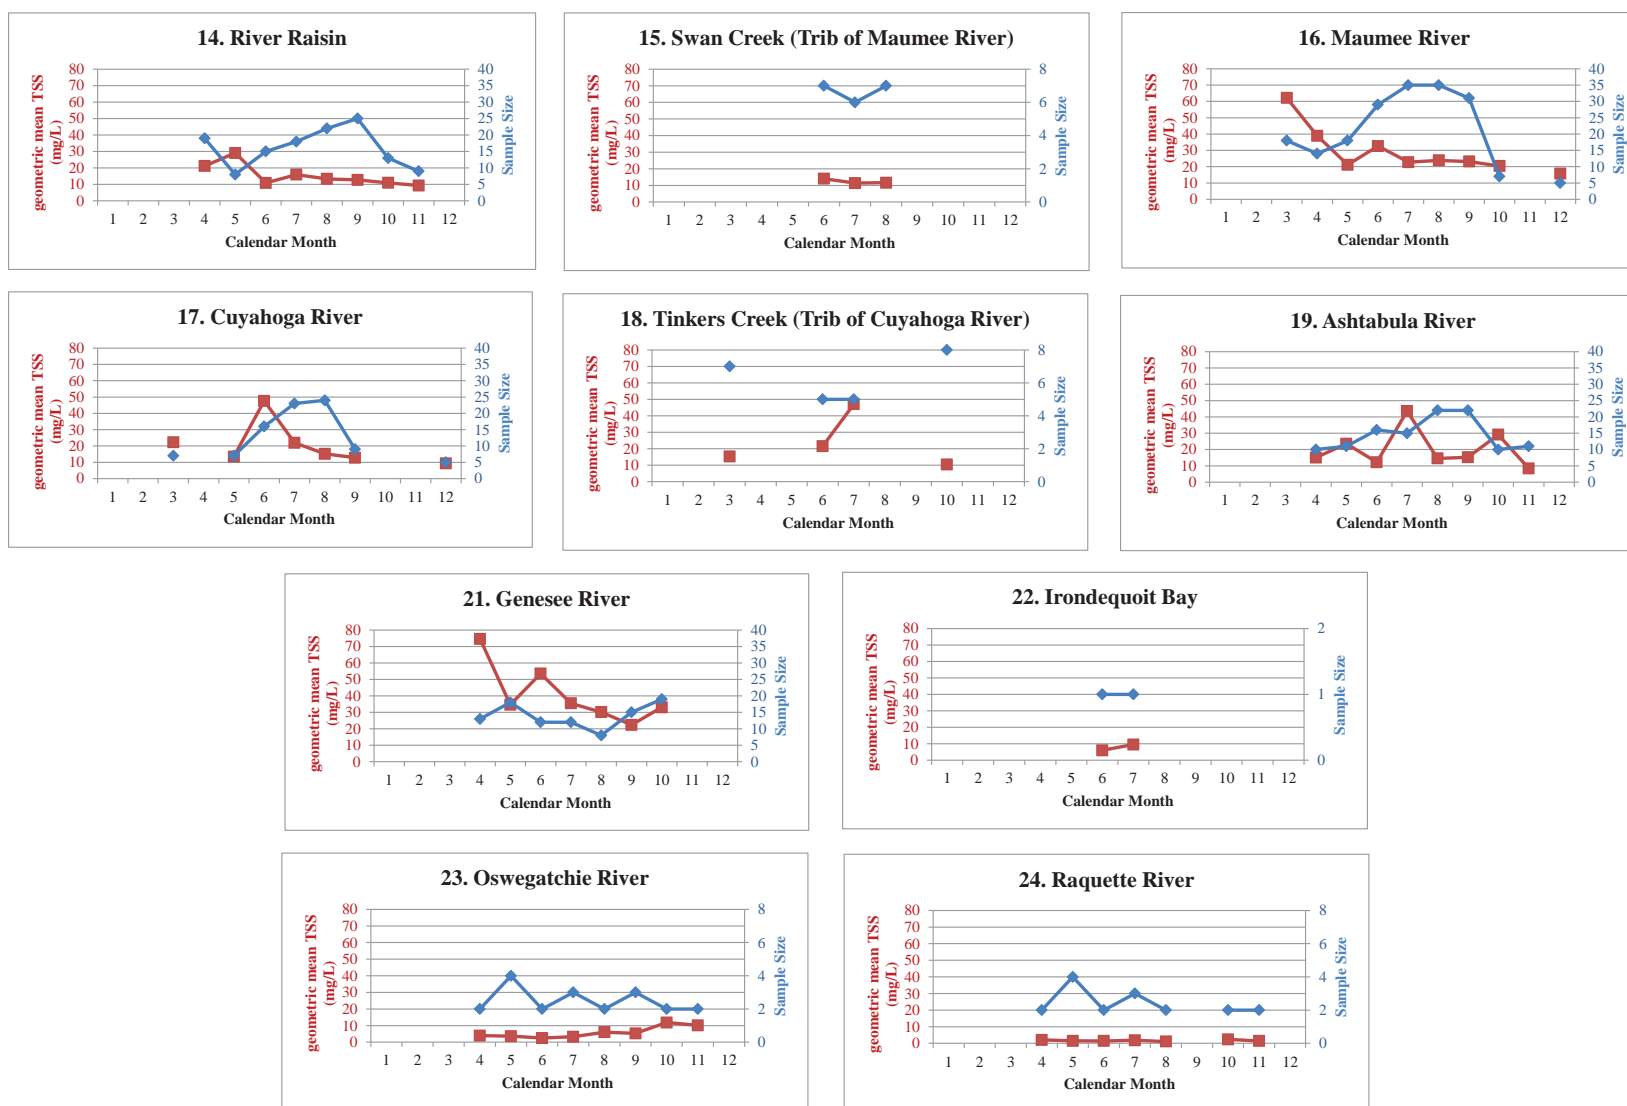 14. River Raisin
geometric mean TSS
(mg/L)
80
70
60
50
40
30
20
10
0
40
35
30
25
20
15
10
5
0
Sample Size
1 2 3 4 5 6 7 8 9 10 11 12
Calendar Month
15. Swan Creek (Trib of Maumee River)
geometric mean TSS
(mg/L)
80
70
60
50
40
30
20
10
0
8
6
4
2
0
Sample Size
1 2 3 4 5 6 7 8 9 10 11 12
Calendar Month
16. Maumee River
geometric mean TSS
(mg/L)
80
70
60
50
40
30
20
10
0
40
35
30
25
20
15
10
5
0
Sample Size
1 2 3 4 5 6 7 8 9 10 11 12
Calendar Month
17. Cuyahoga River
geometric mean TSS
(mg/L)
80
70
60
50
40
30
20
10
0
40
35
30
25
20
15
10
5
0
Sample Size
1 2 3 4 5 6 7 8 9 10 11 12
Calendar Month
18. Tinkers Creek (Trib of Cuyahoga River)
geometric mean TSS
(mg/L)
80
70
60
50
40
30
20
10
0
8
6
4
2
0
Sample Size
1 2 3 4 5 6 7 8 9 10 11 12
Calendar Month
19. Ashtabula River
geometric mean TSS
(mg/L)
80
70
60
50
40
30
20
10
0
40
35
30
25
20
15
10
5
0
Sample Size
1 2 3 4 5 6 7 8 9 10 11 12
Calendar Month
21. Genesee River
geometric mean TSS
(mg/L)
80
70
60
50
40
30
20
10
0
40
35
30
25
20
15
10
5
0
Sample Size
1 2 3 4 5 6 7 8 9 10 11 12
Calendar Month
22. Irondequoit Bay
geometric mean TSS
(mg/L)
80
70
60
50
40
30
20
10
0
2
1
0
Sample Size
1 2 3 4 5 6 7 8 9 10 11 12
Calendar Month
23. Oswegatchie River
geometric mean TSS
(mg/L)
80
70
60
50
40
30
20
10
0
8
6
4
2
0
Sample Size
1 2 3 4 5 6 7 8 9 10 11 12
Calendar Month
24. Raquette River
geometric mean TSS
(mg/L)
80
70
60
50
40
30
20
10
0
8
6
4
2
0
Sample Size
1 2 3 4 5 6 7 8 9 10 11 12
Calendar Month